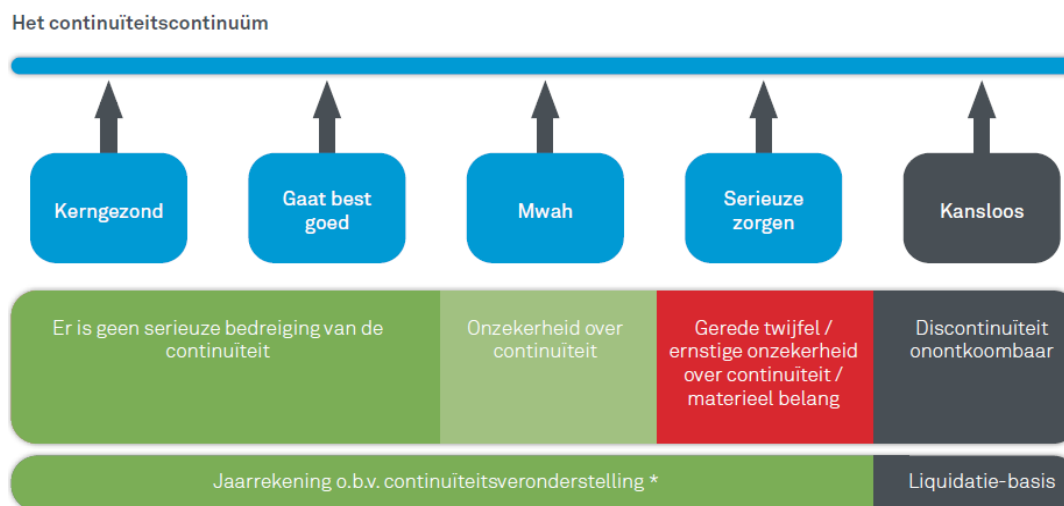 Het continuïteitscontinuüm
Kerngezond
Gaat best
goed
Mwah
Serieuze
zorgen
Kansloos
Er is geen serieuze bedreiging van de
continuïteit
Onzekerheid over
continuïteit
Gerede twijfel /
ernstige onzekerheid
over continuïteit /
materieel belang
Discontinuïteit
onontkoombaar
Jaarrekening o.b.v. continuïteitsveronderstelling *
Liquidatie-basis